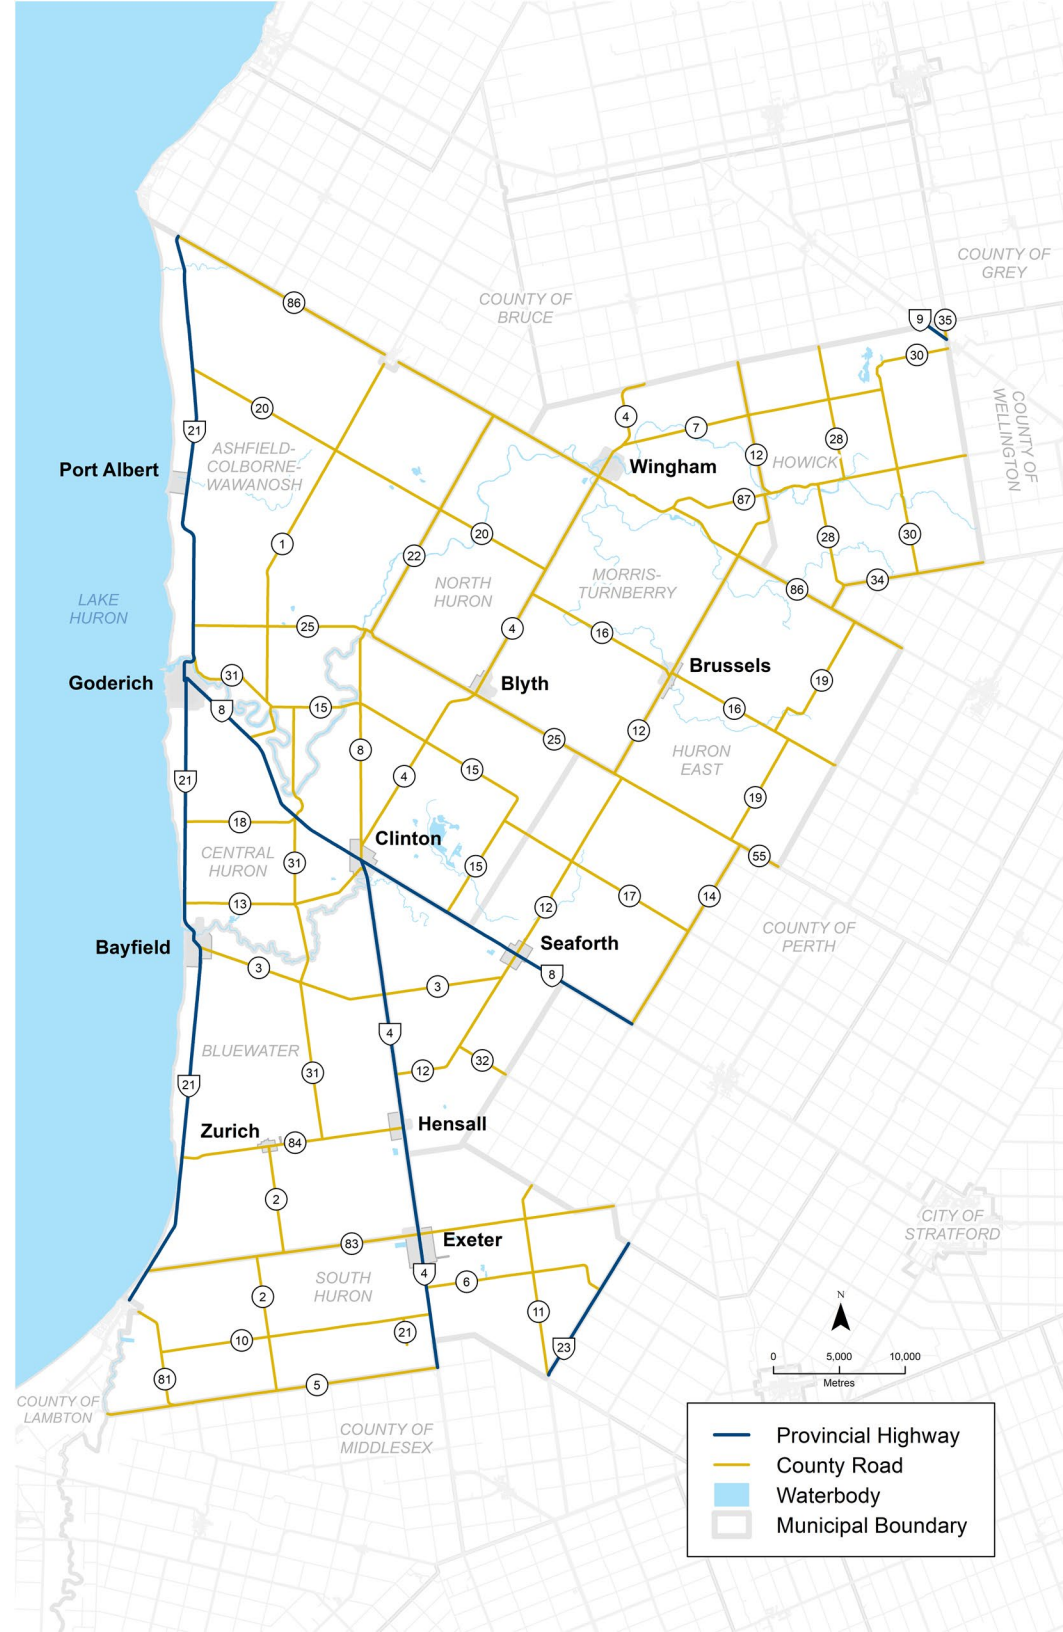 COUNTY OF
GREY
COUNTY OF
BRUCE
86
9
35
30
COUNTY OF
WELLINGTON
20
4
7
21
28
12
ASHFIELD-
COLBORNE-
WAWANOSH
HOWICK
Wingham
Port Albert
87
20
30
28
1
22
NORTH
HURON
MORRIS-
TURNBERRY
34
86
LAKE
HURON
25
4
16
Brussels
31
19
Goderich
Blyth
15
8
16
12
25
8
HURON
EAST
15
4
21
19
18
Clinton
CENTRAL
HURON
31
15
55
17
14
13
12
COUNTY OF
PERTH
Bayfield
Seaforth
3
8
3
4
BLUEWATER
32
12
31
21
Hensall
Zurich
84
2
CITY OF
STRATFORD
83
Exeter
4
6
SOUTH
HURON
2
N
11
21
10
23
0
5,000
10,000
Metres
81
5
COUNTY OF
LAMBTON
COUNTY OF
MIDDLESEX
Provincial Highway
County Road
Waterbody
Municipal Boundary